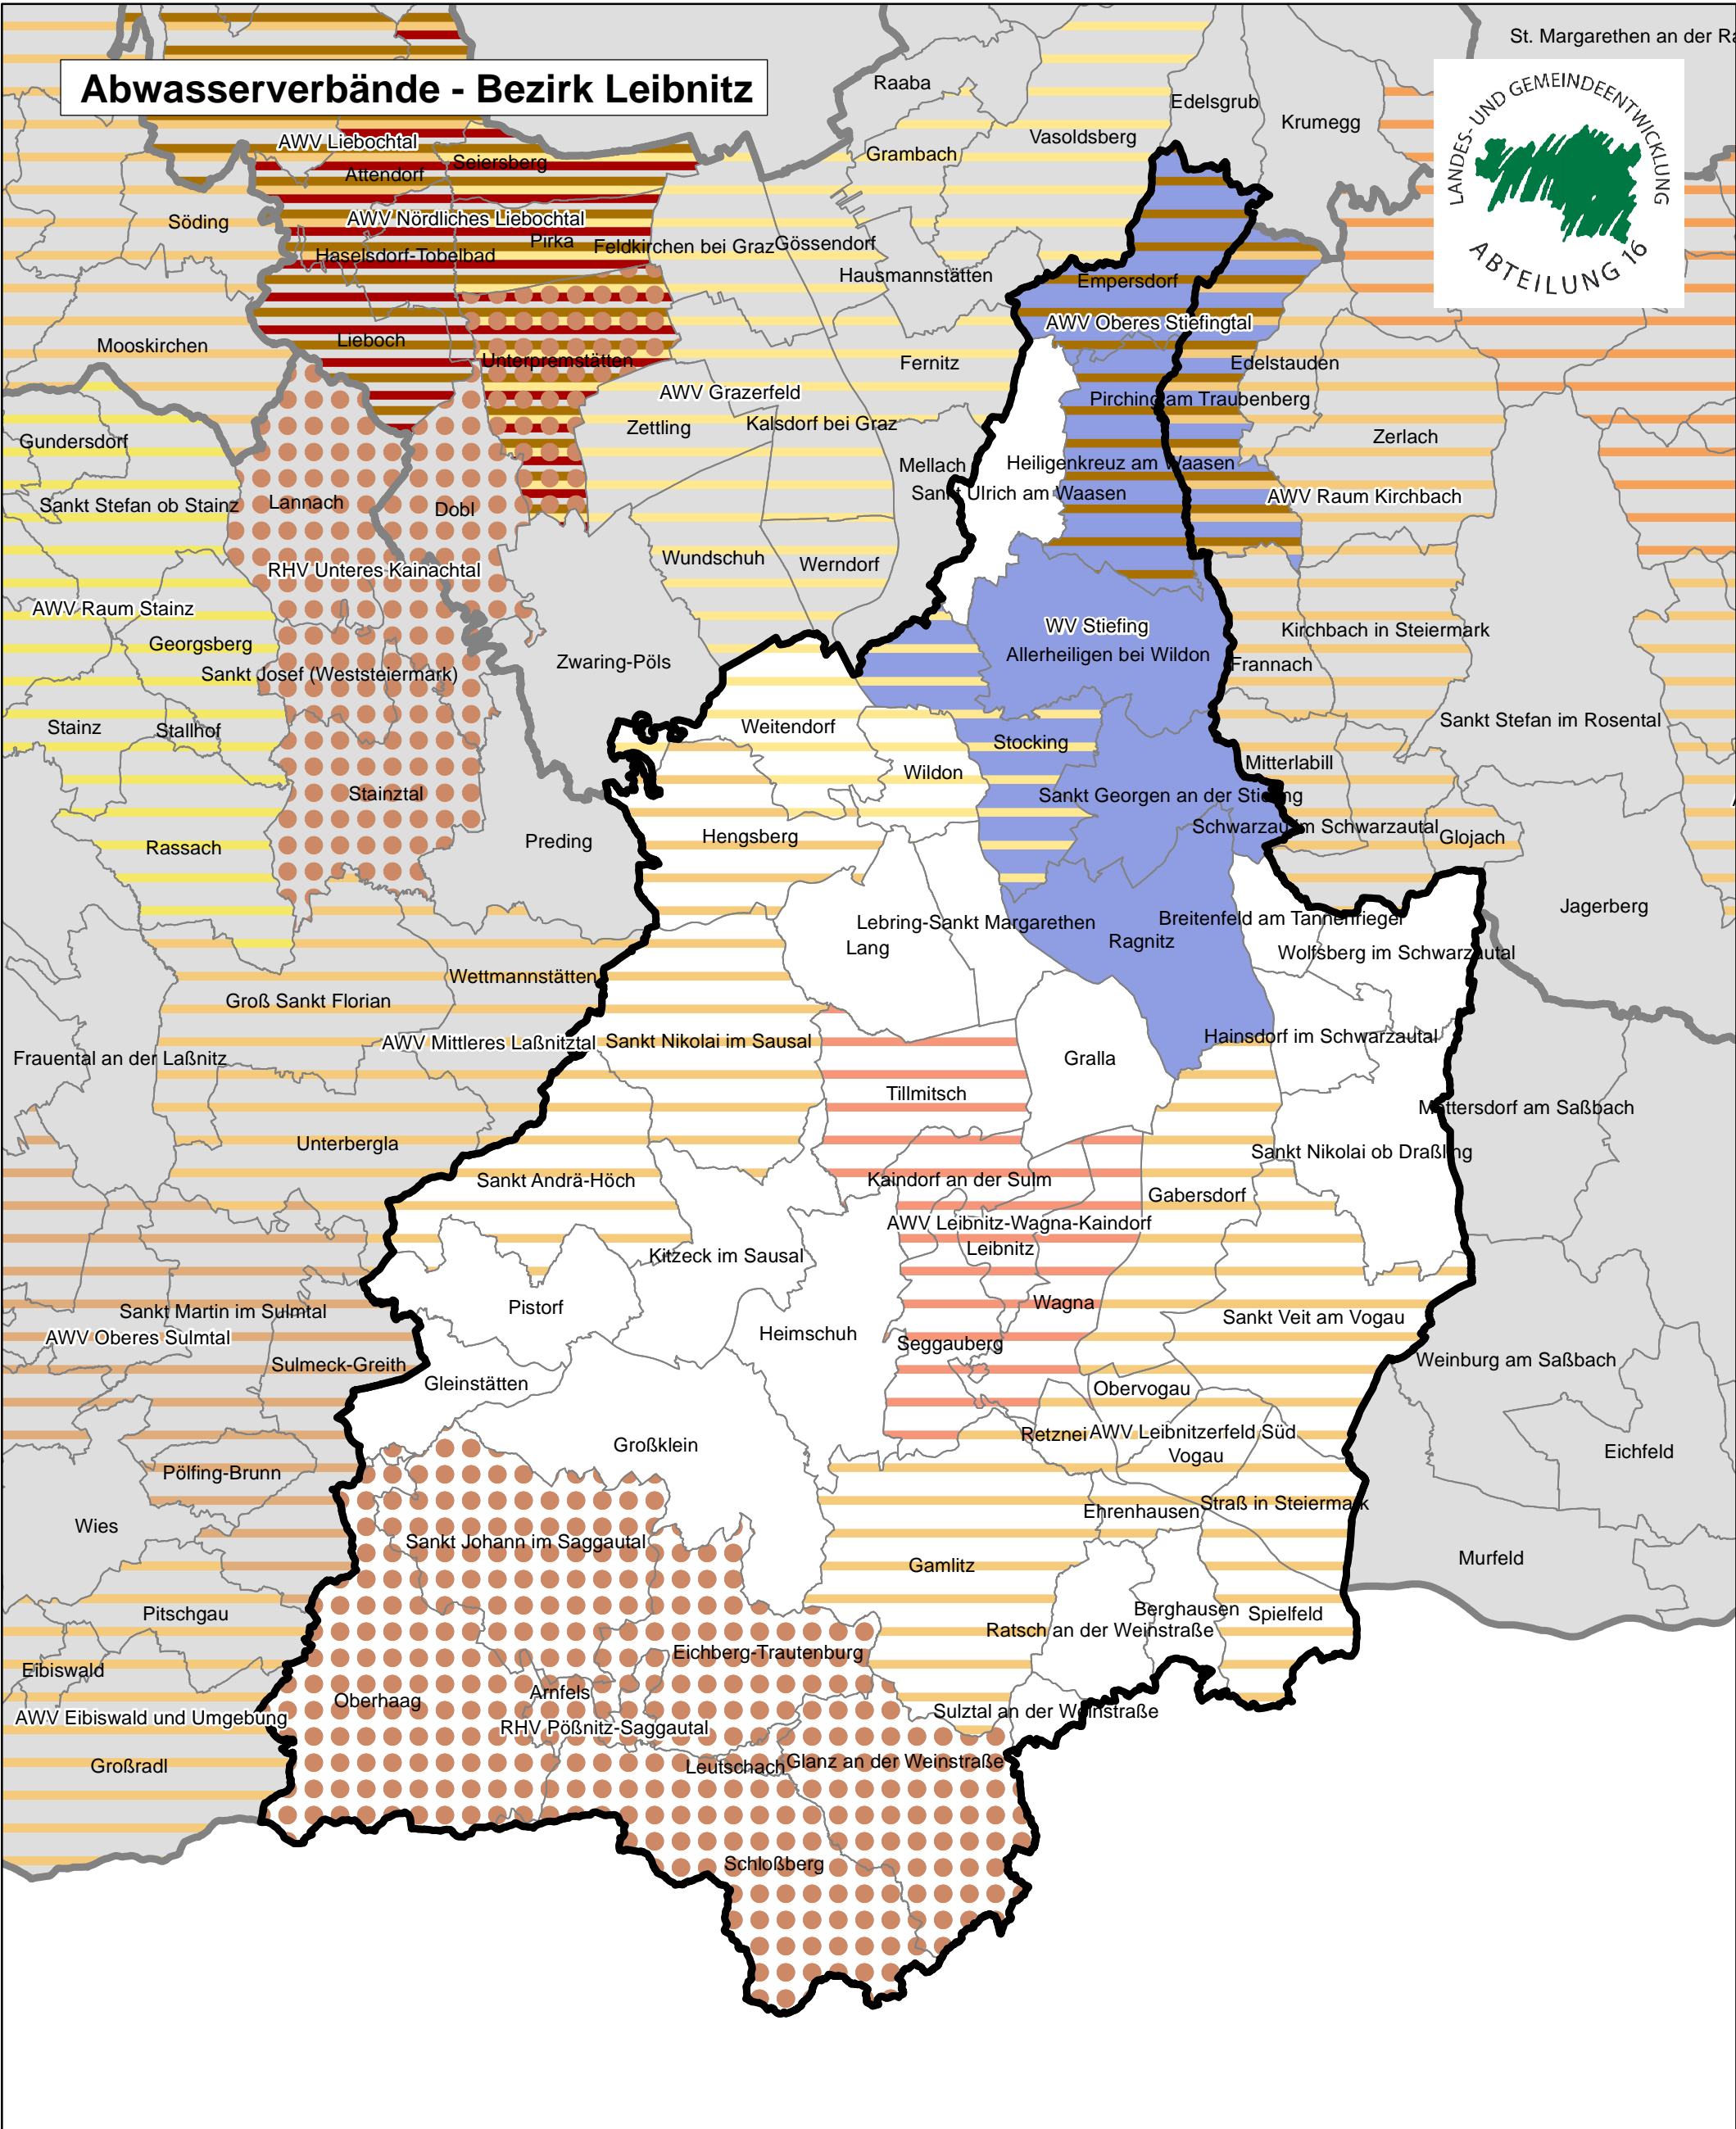 St. Margarethen an der Ra
Abwasserverbände - Bezirk Leibnitz
LANDES- UND GEMEINDEENTWICKLUNG
ABTEILUNG 16
Raaba
Edelsgrub
Krumegg
Vasoldsberg
AWV Liebochtal
Grambach
Seiersberg
Attendorf
Söding
AWV Nördliches Liebochtal
Pirka
Feldkirchen bei Graz
Gössendorf
Haselsdorf-Tobelbad
Hausmannstätten
Empersdorf
AWV Oberes Stiefingtal
Mooskirchen
Lieboch
Unterpremstätten
Fernitz
Edelstauden
AWV Grazerfeld
Pirching am Traubenberg
Zettling
Kalsdorf bei Graz
Zerlach
Gundersdorf
Mellach
Heiligenkreuz am Waasen
Sankt Ulrich am Waasen
AWV Raum Kirchbach
Sankt Stefan ob Stainz
Lannach
Dobl
Wundschuh
Werndorf
RHV Unteres Kainachtal
AWV Raum Stainz
WV Stiefing
Kirchbach in Steiermark
Georgsberg
Allerheiligen bei Wildon
Zwaring-Pöls
Frannach
Sankt Josef (Weststeiermark)
Stainz
Stallhof
Weitendorf
Sankt Stefan im Rosental
Stocking
Wildon
Mitterlabill
Stainztal
Sankt Georgen an der Stiefing
Schwarzau im Schwarzautal
Hengsberg
Glojach
Preding
Rassach
Jagerberg
Lebring-Sankt Margarethen
Breitenfeld am Tannenriegel
Lang
Ragnitz
Wolfsberg im Schwarzautal
Wettmannstätten
Groß Sankt Florian
AWV Mittleres Laßnitztal
Sankt Nikolai im Sausal
Hainsdorf im Schwarzautal
Frauental an der Laßnitz
Gralla
Tillmitsch
Mettersdorf am Saßbach
Unterbergla
Sankt Nikolai ob Draßling
Sankt Andrä-Höch
Kaindorf an der Sulm
Gabersdorf
AWV Leibnitz-Wagna-Kaindorf
Leibnitz
Kitzeck im Sausal
Wagna
Pistorf
Sankt Martin im Sulmtal
Sankt Veit am Vogau
AWV Oberes Sulmtal
Heimschuh
Seggauberg
Sulmeck-Greith
Weinburg am Saßbach
Gleinstätten
Obervogau
Retznei
AWV Leibnitzerfeld Süd
Großklein
Vogau
Eichfeld
Pölfing-Brunn
Straß in Steiermark
Ehrenhausen
Wies
Sankt Johann im Saggautal
Gamlitz
Murfeld
Pitschgau
Berghausen
Spielfeld
Ratsch an der Weinstraße
Eichberg-Trautenburg
Eibiswald
Arnfels
Oberhaag
Sulztal an der Weinstraße
AWV Eibiswald und Umgebung
RHV Pößnitz-Saggautal
Großradl
Leutschach
Glanz an der Weinstraße
Schloßberg